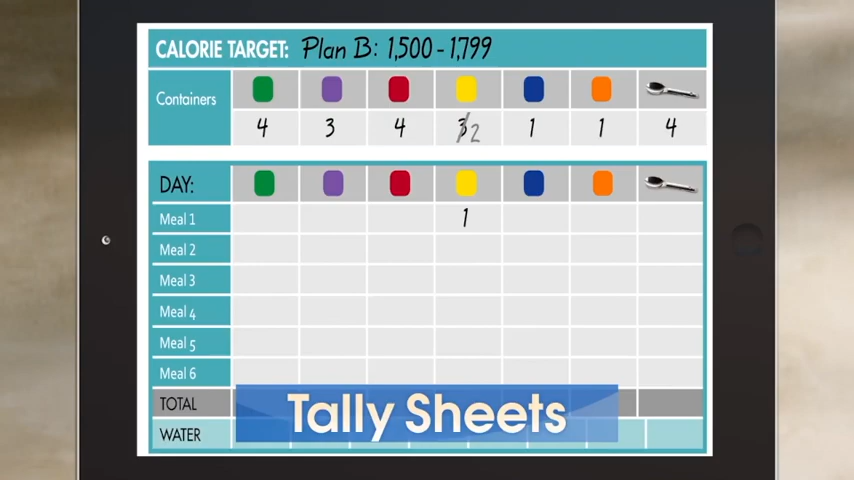 CALORIE TARGET: Plan B: 1,500 - 1,799
Containers
4 3 4 3 2 1 1 4
DAY:
Meal 1 1
Meal 2
Meal 3
Meal 4
Meal 5
Meal 6
TOTAL
WATER
Tally Sheets